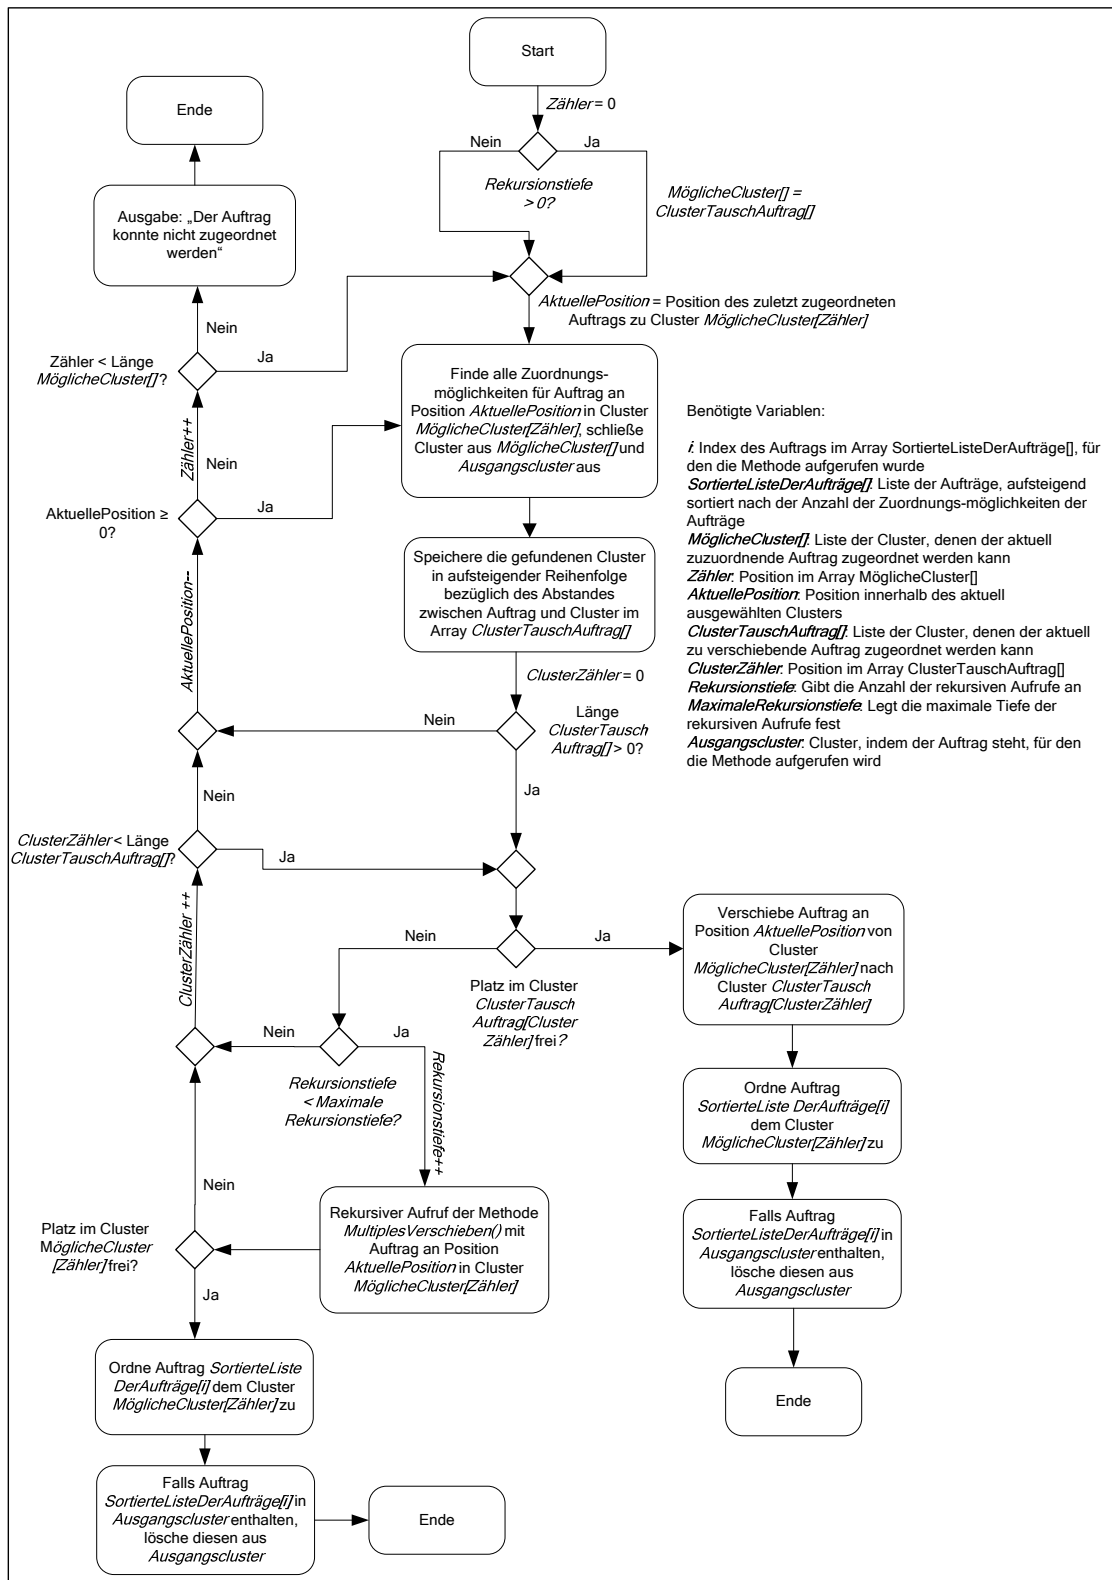 Start
Zähler = 0
Nein
Ja
Rekursionstiefe
> 0?
MöglicheCluster[] =
ClusterTauschAuftrag[]
Ende
Ausgabe: „Der Auftrag
konnte nicht zugeordnet
werden“
AktuellePosition = Position des zuletzt zugeordneten
Auftrags zu Cluster MöglicheCluster[Zähler]
Nein
Zähler < Länge
MöglicheCluster[]?
Ja
Finde alle Zuordnungs-
möglichkeiten für Auftrag an
Position AktuellePosition in Cluster
MöglicheCluster[Zähler], schließe
Cluster aus MöglicheCluster[] und
Ausgangscluster aus
Zähler++
Nein
AktuellePosition ≥
0?
Ja
Speichere die gefundenen Cluster
in aufsteigender Reihenfolge
bezüglich des Abstandes
zwischen Auftrag und Cluster im
Array ClusterTauschAuftrag[]
AktuellePosition--
ClusterZähler = 0
Nein
Länge
ClusterTausch
Auftrag[] > 0?
Ja
Benötigte Variablen:
i: Index des Auftrags im Array SortierteListeDerAufträge[], für
den die Methode aufgerufen wurde
SortierteListeDerAufträge[]: Liste der Aufträge, aufsteigend
sortiert nach der Anzahl der Zuordnungs-möglichkeiten der
Aufträge
MöglicheCluster[]: Liste der Cluster, denen der aktuell
zuzuordnende Auftrag zugeordnet werden kann
Zähler: Position im Array MöglicheCluster[]
AktuellePosition: Position innerhalb des aktuell
ausgewählten Clusters
ClusterTauschAuftrag[]: Liste der Cluster, denen der aktuell
zu verschiebende Auftrag zugeordnet werden kann
ClusterZähler: Position im Array ClusterTauschAuftrag[]
Rekursionstiefe: Gibt die Anzahl der rekursiven Aufrufe an
MaximaleRekursionstiefe: Legt die maximale Tiefe der
rekursiven Aufrufe fest
Ausgangscluster: Cluster, indem der Auftrag steht, für den
die Methode aufgerufen wird
Nein
ClusterZähler < Länge
ClusterTauschAuftrag[]?
Ja
ClusterZähler ++
Nein
Ja
Platz im Cluster
ClusterTausch
Auftrag[Cluster
Zähler] frei?
Verschiebe Auftrag an
Position AktuellePosition von
Cluster
MöglicheCluster[Zähler] nach
Cluster ClusterTausch
Auftrag[ClusterZähler]
Nein
Ja
Rekursionstiefe
< Maximale
Rekursionstiefe?
Rekursionstiefe++
Ordne Auftrag
SortierteListe DerAufträge[i]
dem Cluster
MöglicheCluster[Zähler] zu
Nein
Platz im Cluster
MöglicheCluster
[Zähler] frei?
Ja
Rekursiver Aufruf der Methode
MultiplesVerschieben() mit
Auftrag an Position
AktuellePosition in Cluster
MöglicheCluster[Zähler]
Falls Auftrag
SortierteListeDerAufträge[i] in
Ausgangscluster enthalten,
lösche diesen aus
Ausgangscluster
Ende
Ordne Auftrag SortierteListe
DerAufträge[i] dem Cluster
MöglicheCluster[Zähler] zu
Falls Auftrag
SortierteListeDerAufträge[i] in
Ausgangscluster enthalten,
lösche diesen aus
Ausgangscluster
Ende